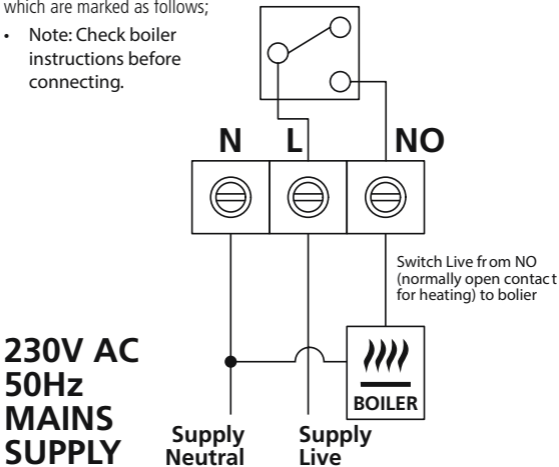 which are marked as follows;
• Note: Check boiler
instructions before
connecting.
N L NO
Switch Live from NO
(normally open contact
for heating) to bolier
BOILER
230V AC
50Hz
MAINS
SUPPLY
Supply
Neutral
Supply
Live